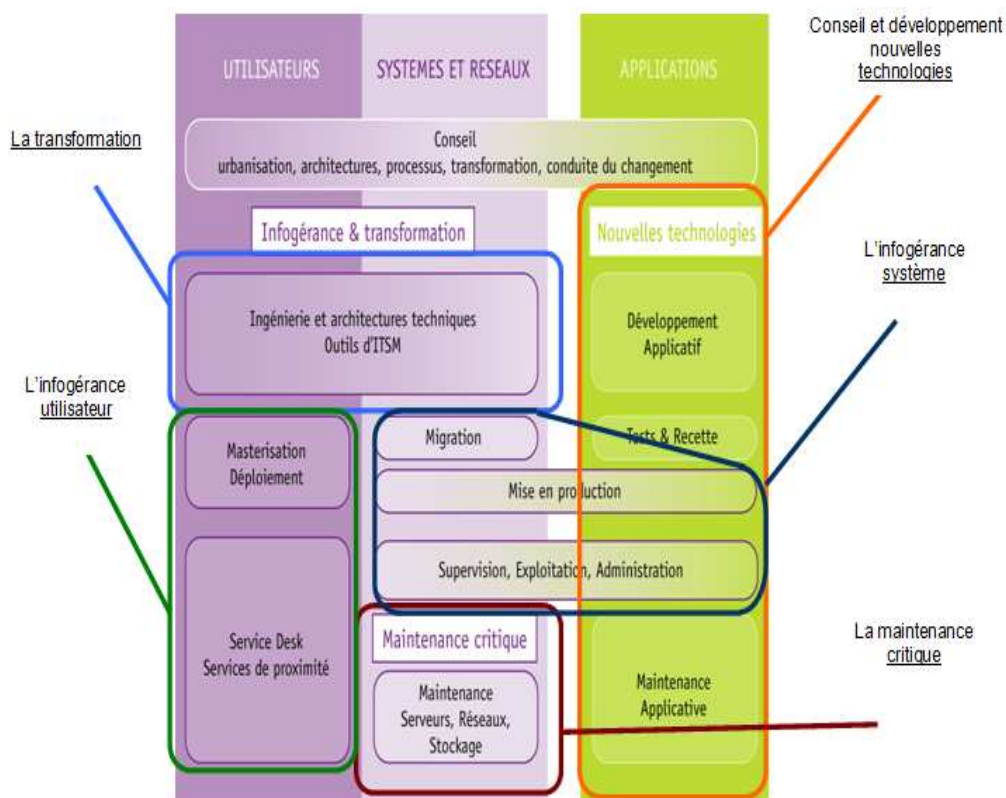 Conseil et développement
nouvelles
technologies
UTILISATEURS
SYSTEMES ET RESEAUX
APPLICATIONS
La transformation
Conseil
urbanisation, architectures, processus, transformation, conduite du changement
Infogérance & transformation
Nouvelles technologies
L'infogérance
système
Ingénierie et architectures techniques
Outils d'ITSM
Développement
Applicatif
L'infogérance
utilisateur
Masterisation
Déploiement
Migration
Tests & Recette
Mise en production
Supervision, Exploitation, Administration
Service Desk
Services de proximité
Maintenance critique
La maintenance
critique
Maintenance
Serveurs, Réseaux,
Stockage
Maintenance
Applicative